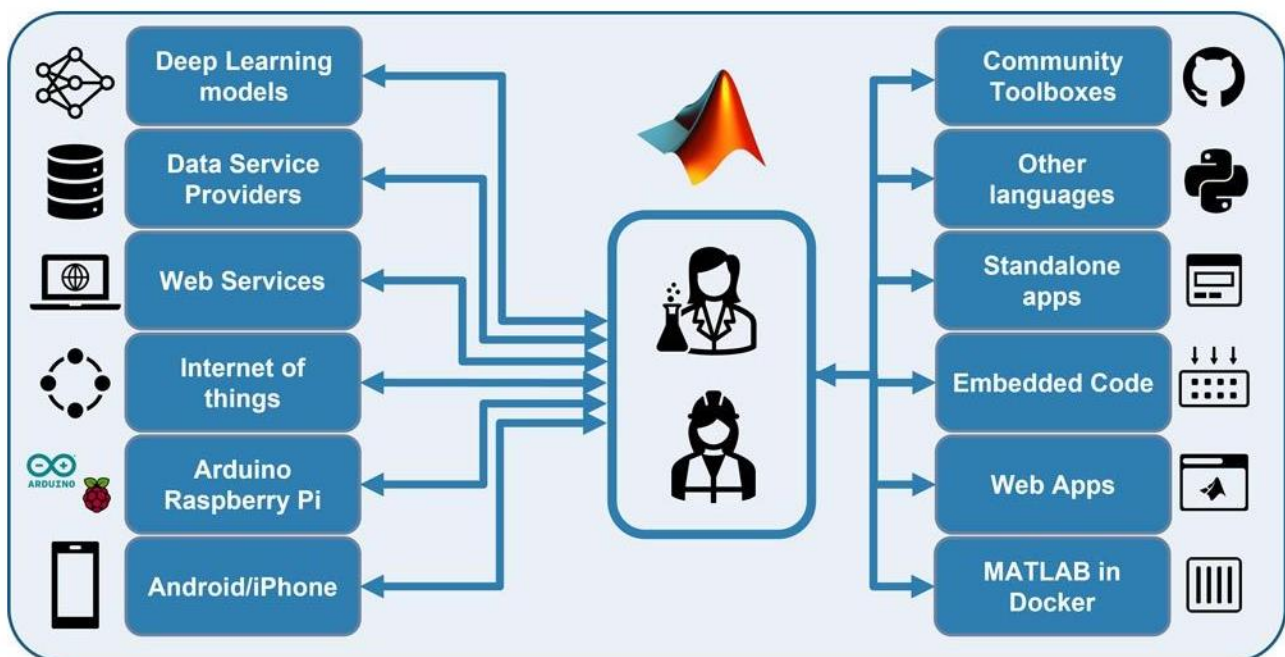 Deep Learning
models
Data Service
Providers
Web Services
Internet of
things
ARDUINO
Arduino
Raspberry Pi
Android/iPhone
Community
Toolboxes
Other
languages
Standalone
apps
Embedded Code
Web Apps
MATLAB in
Docker